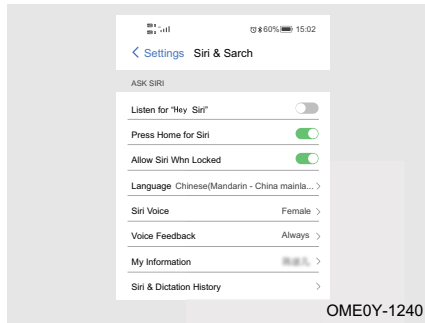 60% 15:02
Settings Siri & Sarch
ASK SIRI
Listen for "Hey Siri"
Press Home for Siri
Allow Siri Whn Locked
Language Chinese(Mandarin - China mainla...
Siri Voice Female
Voice Feedback Always
My Information
Siri & Dictation History
OME0Y-1240